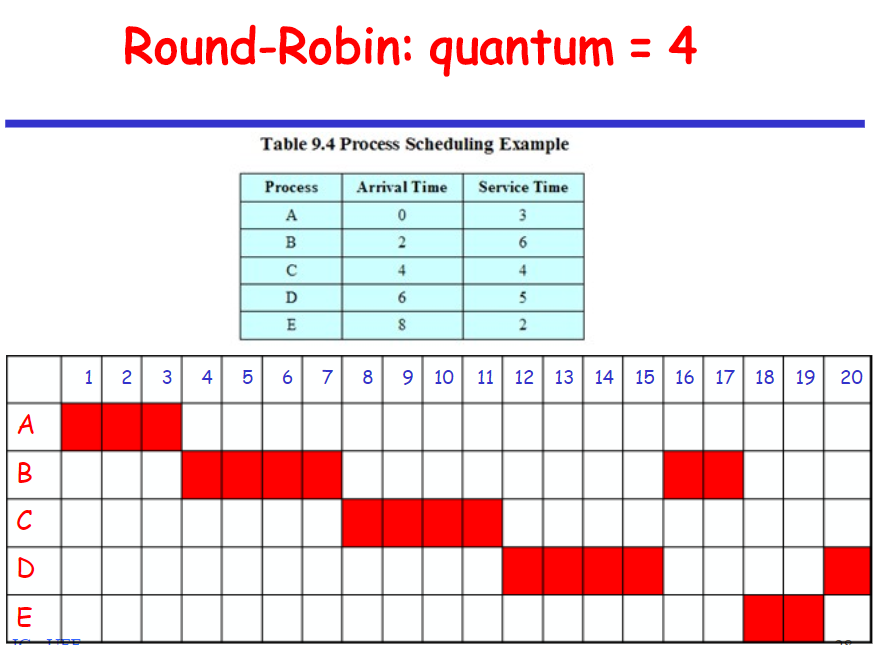 Round-Robin: quantum = 4
Table 9.4 Process Scheduling Example
Process Arrival Time Service Time
A 0 3
B 2 6
C 4 4
D 6 5
E 8 2
1 2 3 4 5 6 7 8 9 10 11 12 13 14 15 16 17 18 19 20
A
B
C
D
E